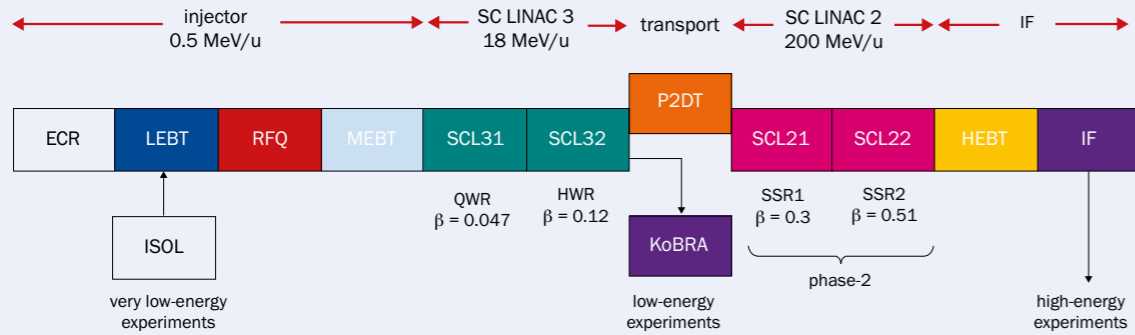 injector
0.5 MeV/u
SC LINAC 3
18 MeV/u
transport
SC LINAC 2
200 MeV/u
IF
P2DT
ECR
LEBT
RFQ
MEBT
SCL31
SCL32
SCL21
SCL22
HEBT
IF
QWR
β = 0.047
HWR
β = 0.12
SSR1
β = 0.3
SSR2
β = 0.51
ISOL
KoBRA
phase-2
very low-energy
experiments
low-energy
experiments
high-energy
experiments